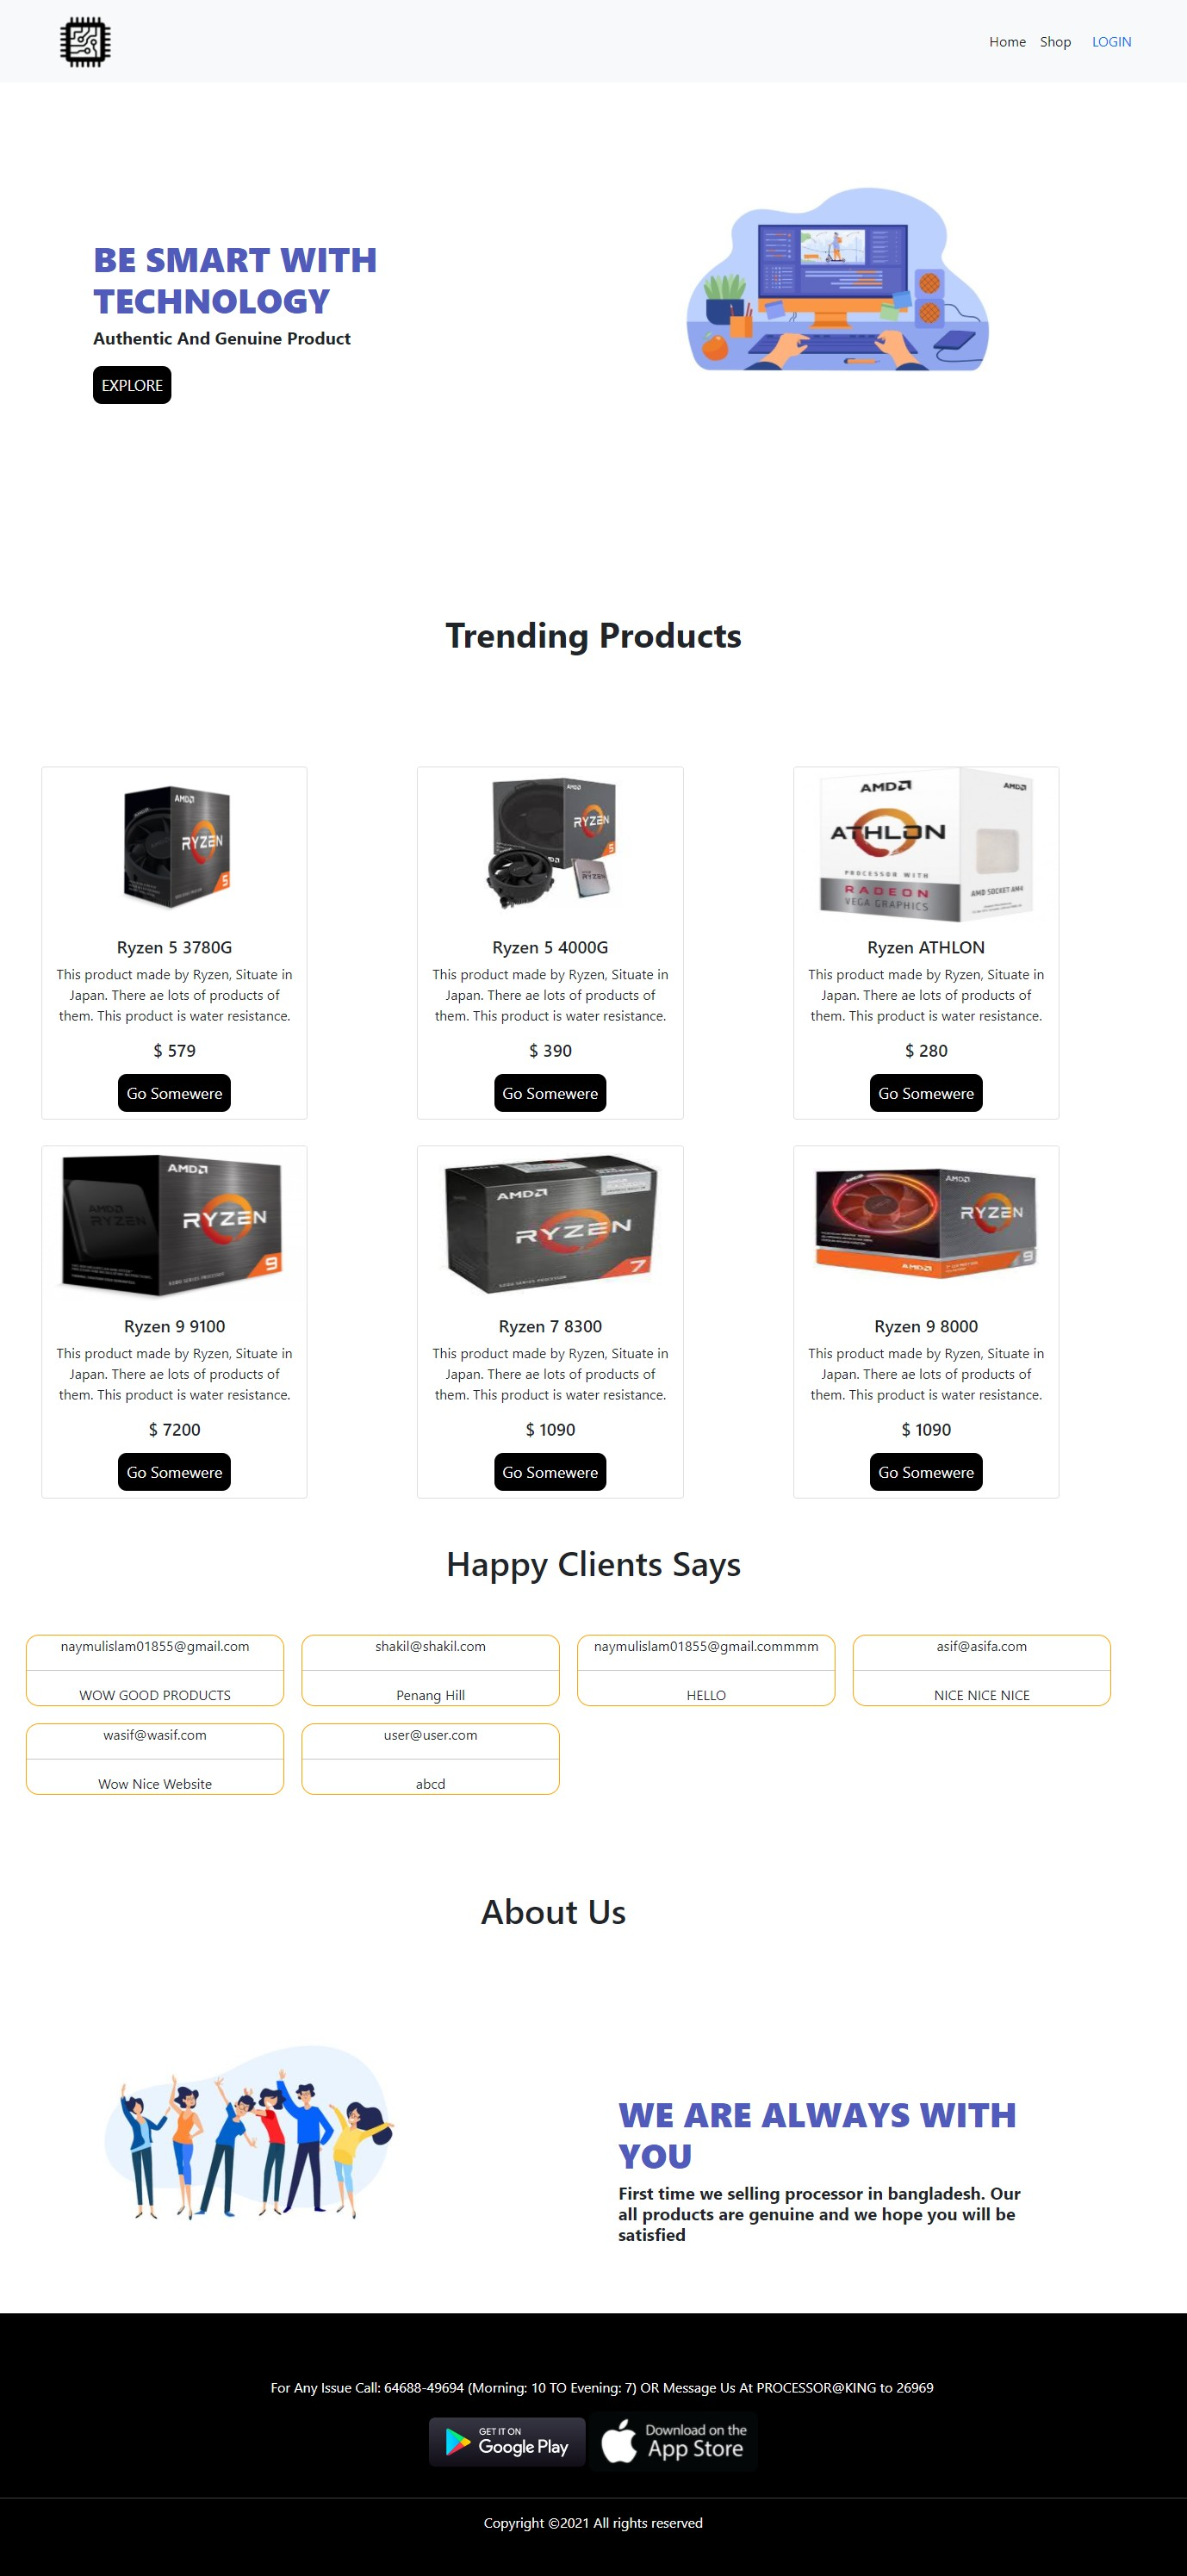 Home Shop LOGIN
BE SMART WITH
TECHNOLOGY
Authentic And Genuine Product
EXPLORE
Trending Products
AMD
RYZEN
5
Ryzen 5 3780G
This product made by Ryzen, Situate in
Japan. There ae lots of products of
them. This product is water resistance.
$ 579
Go Somewere
AMD
RYZEN
5
RYZEN
Ryzen 5 4000G
This product made by Ryzen, Situate in
Japan. There ae lots of products of
them. This product is water resistance.
$ 390
Go Somewere
AMD
AMD
ATHLON
PROCESSOR WITH
RADEON
VEGA GRAPHICS
AMD SOCKET AM4
Ryzen ATHLON
This product made by Ryzen, Situate in
Japan. There ae lots of products of
them. This product is water resistance.
$ 280
Go Somewere
AMD
AMD
RYZEN
RYZEN
9
Ryzen 9 9100
This product made by Ryzen, Situate in
Japan. There ae lots of products of
them. This product is water resistance.
$ 7200
Go Somewere
AMD
RYZEN
7
Ryzen 7 8300
This product made by Ryzen, Situate in
Japan. There ae lots of products of
them. This product is water resistance.
$ 1090
Go Somewere
AMD
RYZEN
9
AMD
Ryzen 9 8000
This product made by Ryzen, Situate in
Japan. There ae lots of products of
them. This product is water resistance.
$ 1090
Go Somewere
Happy Clients Says
naymulislam01855@gmail.com
WOW GOOD PRODUCTS
shakil@shakil.com
Penang Hill
naymulislam01855@gmail.commmm
HELLO
asif@asifa.com
NICE NICE NICE
wasif@wasif.com
Wow Nice Website
user@user.com
abcd
About Us
WE ARE ALWAYS WITH
YOU
First time we selling processor in bangladesh. Our
all products are genuine and we hope you will be
satisfied
For Any Issue Call: 64688-49694 (Morning: 10 TO Evening: 7) OR Message Us At PROCESSOR@KING to 26969
GET IT ON
Google Play
Download on the
App Store
Copyright ©2021 All rights reserved